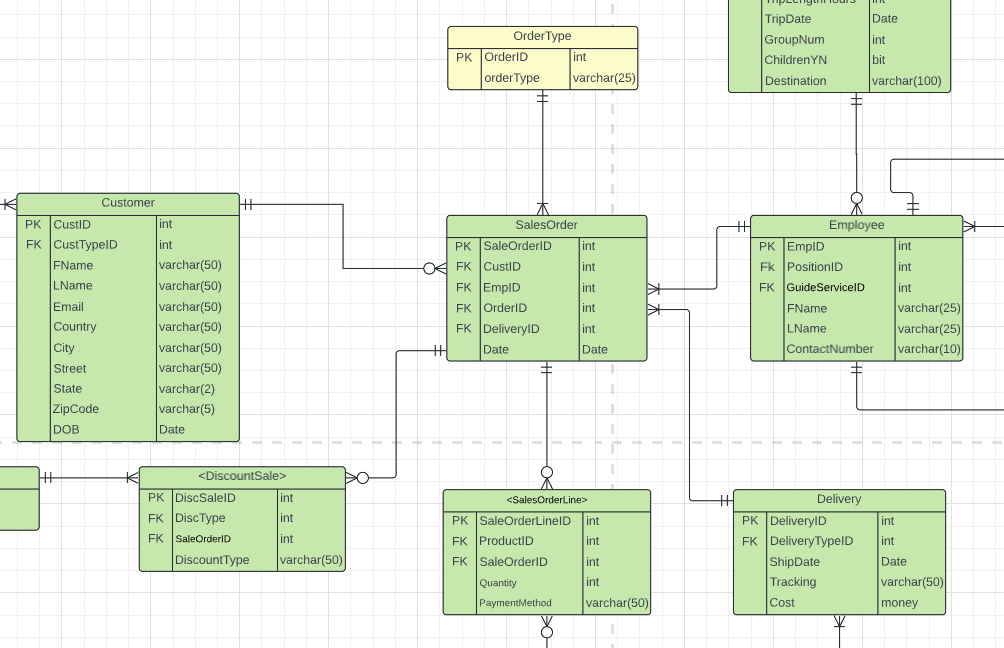 OrderType
PK OrderID int
orderType varchar(25)
TripLengthHours int
TripDate Date
GroupNum int
ChildrenYN bit
Destination varchar(100)
Customer
PK CustID int
FK CustTypeID int
FName varchar(50)
LName varchar(50)
Email varchar(50)
Country varchar(50)
City varchar(50)
Street varchar(50)
State varchar(2)
ZipCode varchar(5)
DOB Date
SalesOrder
PK SaleOrderID int
FK CustID int
FK EmpID int
FK OrderID int
FK DeliveryID int
Date Date
Employee
PK EmpID int
Fk PositionID int
FK GuideServiceID int
FName varchar(25)
LName varchar(25)
ContactNumber varchar(10)
<DiscountSale>
PK DiscSaleID int
FK DiscType int
FK SaleOrderID int
DiscountType varchar(50)
<SalesOrderLine>
PK SaleOrderLineID int
FK ProductID int
FK SaleOrderID int
Quantity int
PaymentMethod varchar(50)
Delivery
PK DeliveryID int
FK DeliveryTypeID int
ShipDate Date
Tracking varchar(50)
Cost money